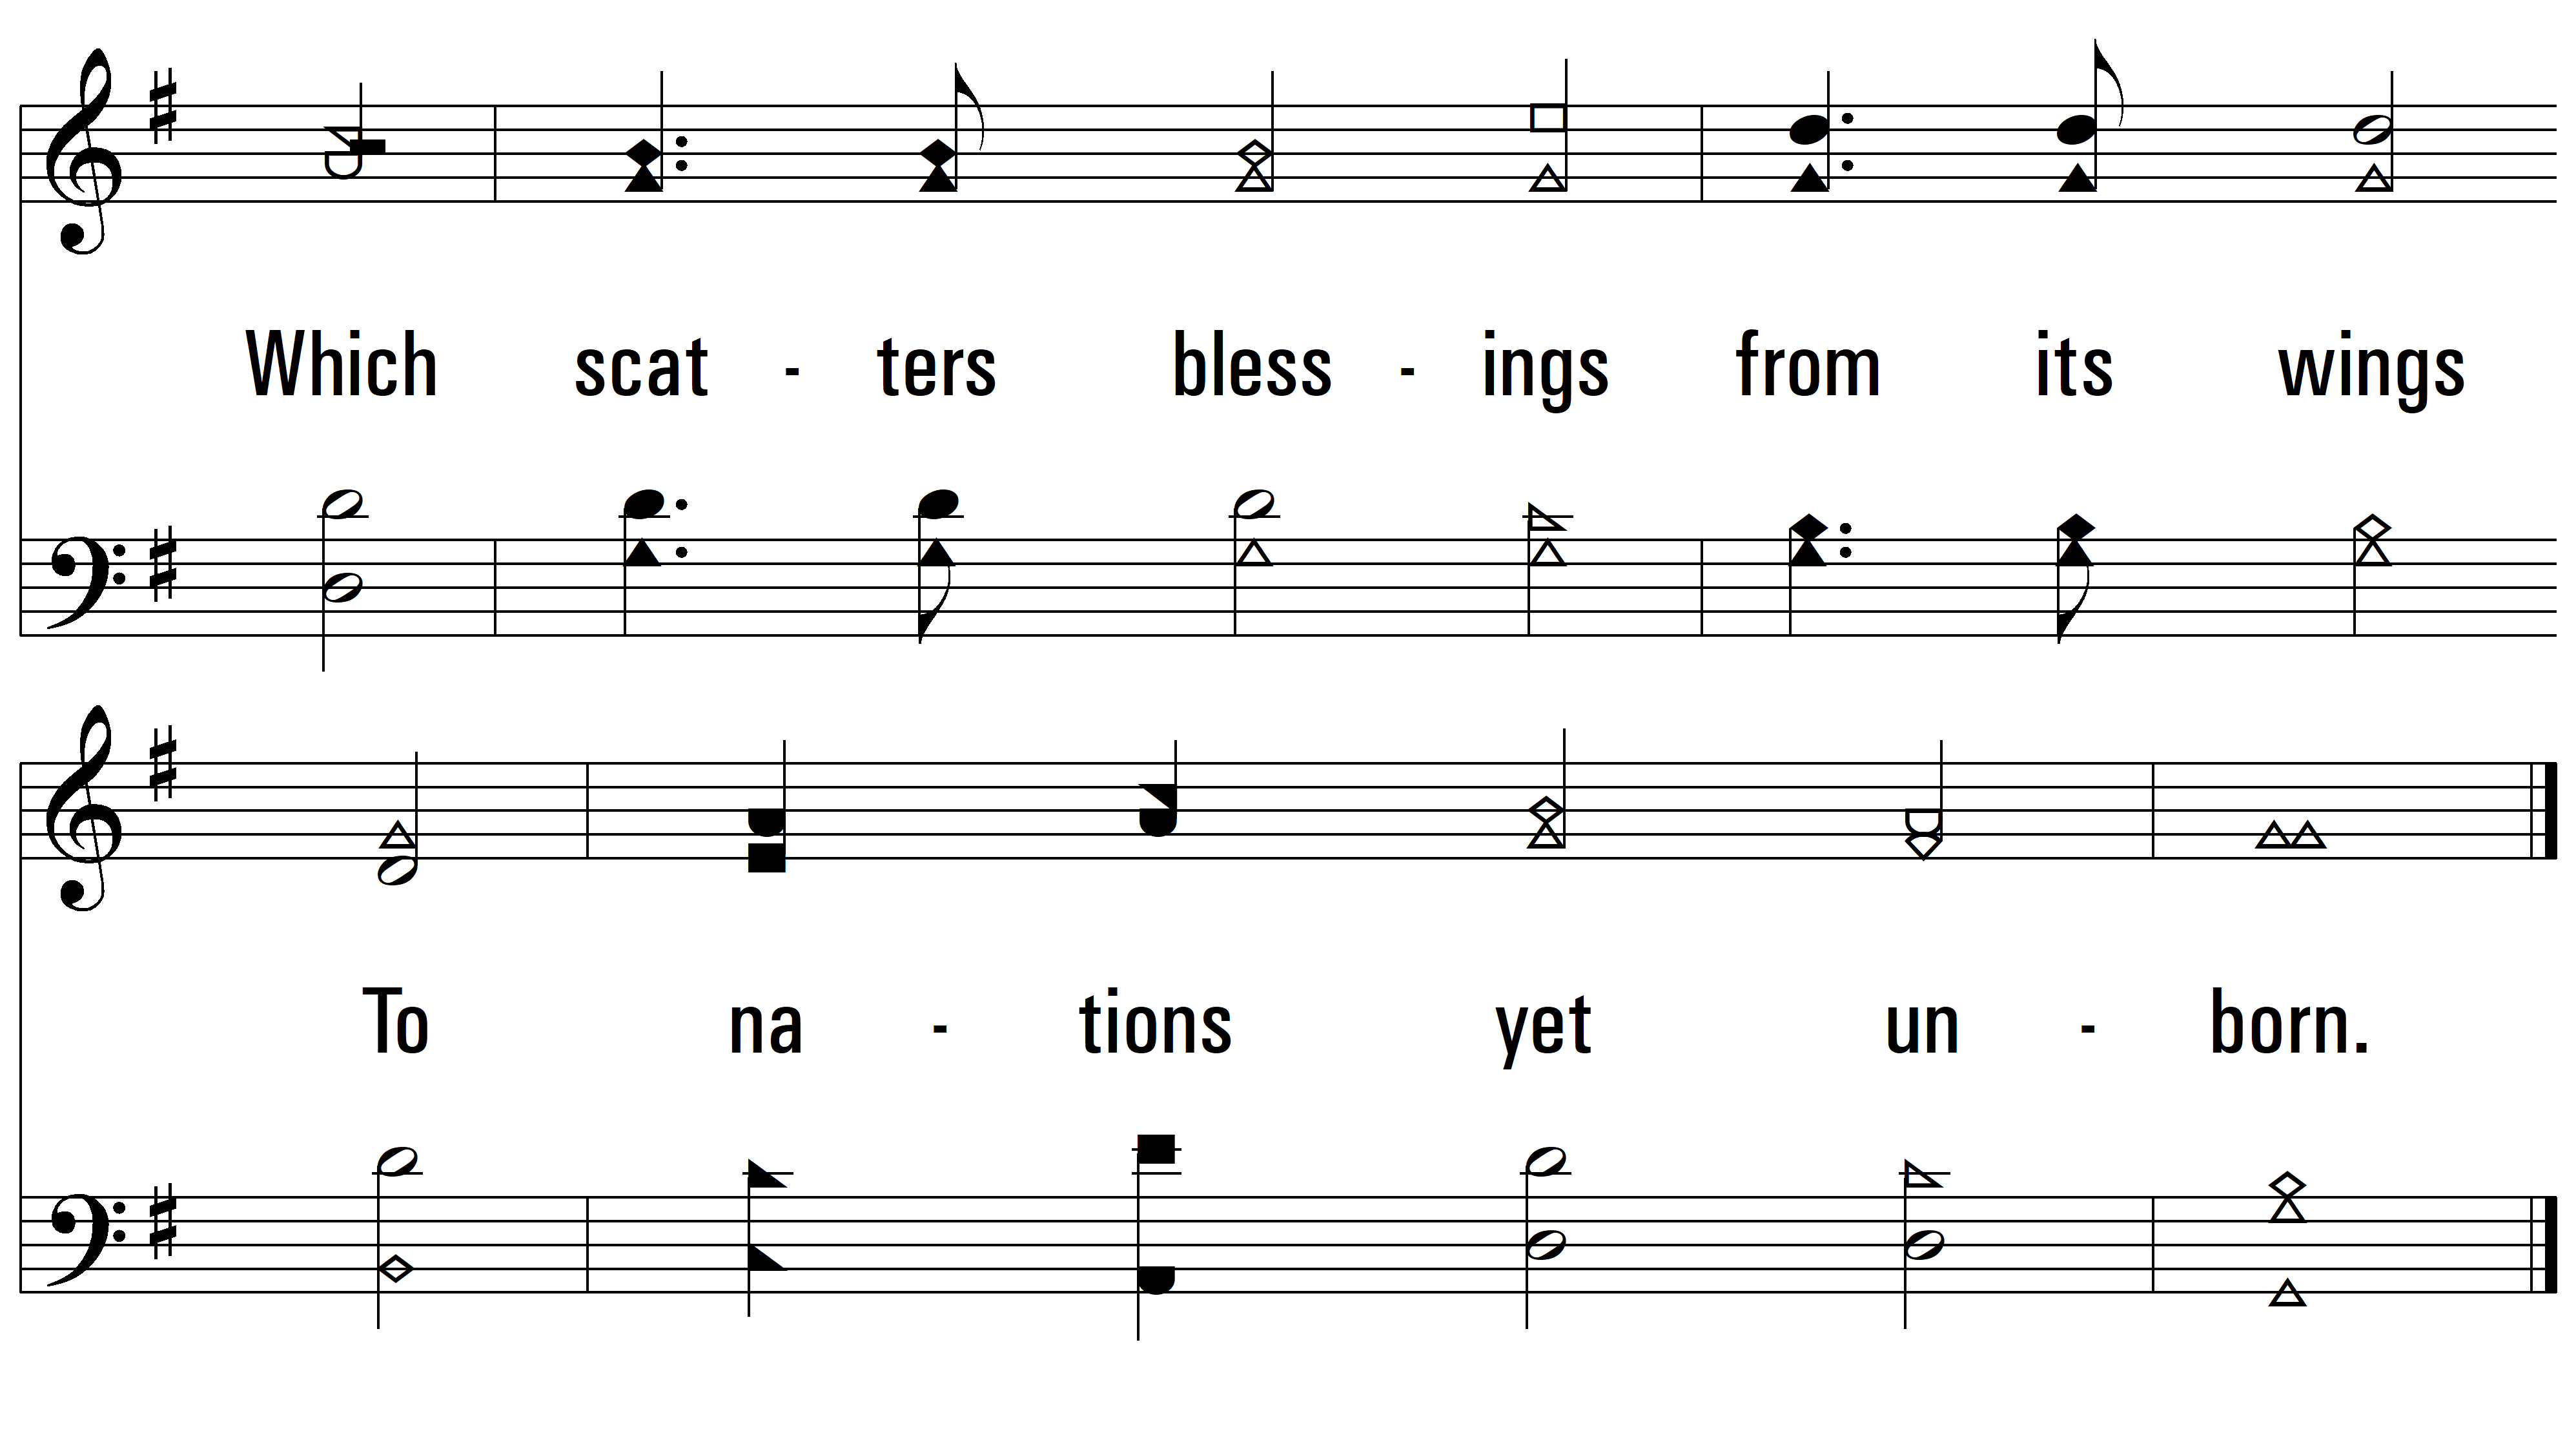 Which scat - ters bless - ings from its wings
To na - tions yet un - born.